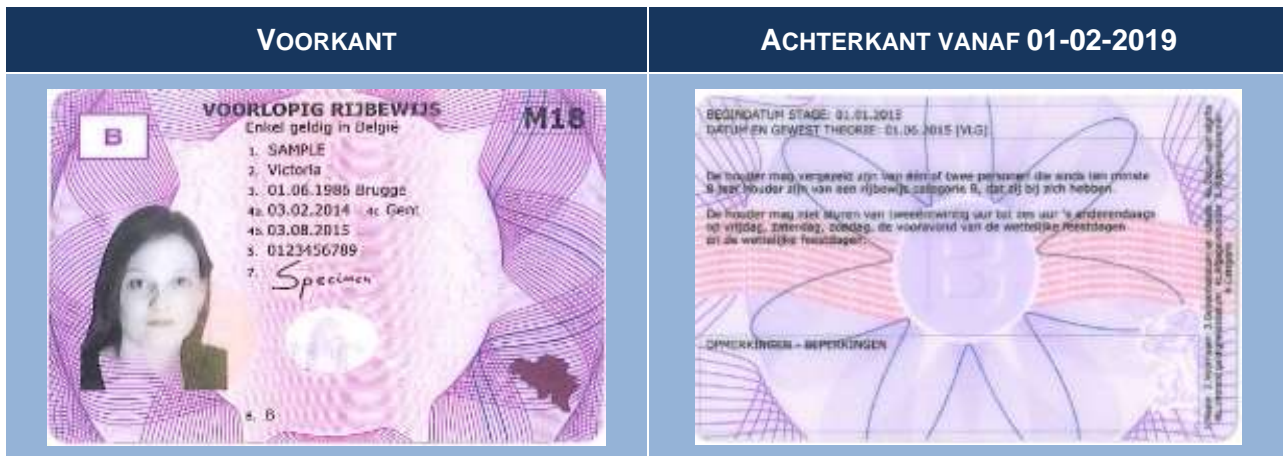 VOORKANT
ACHTERKANT VANAF 01-02-2019
VOORLOPIG RIJBEWIJS
M18
Enkel geldig in België
B
1. SAMPLE
2. Victoria
3. 01.06.1986 Brugge
4a. 03.02.2014 4c. Gent
4b. 03.08.2015
5. 0123456789
7. Specimen
9. B
BEGINDATUM STAGE: 01.01.2015
DATUM EN GEWEST THEORIE: 01.06.2015 [VLG]
De houder mag vergezeld zijn van één of twee personen die sinds ten minste
8 jaar houder zijn van een rijbewijs categorie B, dat zij bij zich hebben.
De houder mag niet sturen van tweeëntwintig uur tot zes uur 's anderendaags
op vrijdag, zaterdag, zondag, de vooravond van de wettelijke feestdagen
en de wettelijke feestdagen.
OPMERKINGEN - BEPERKINGEN